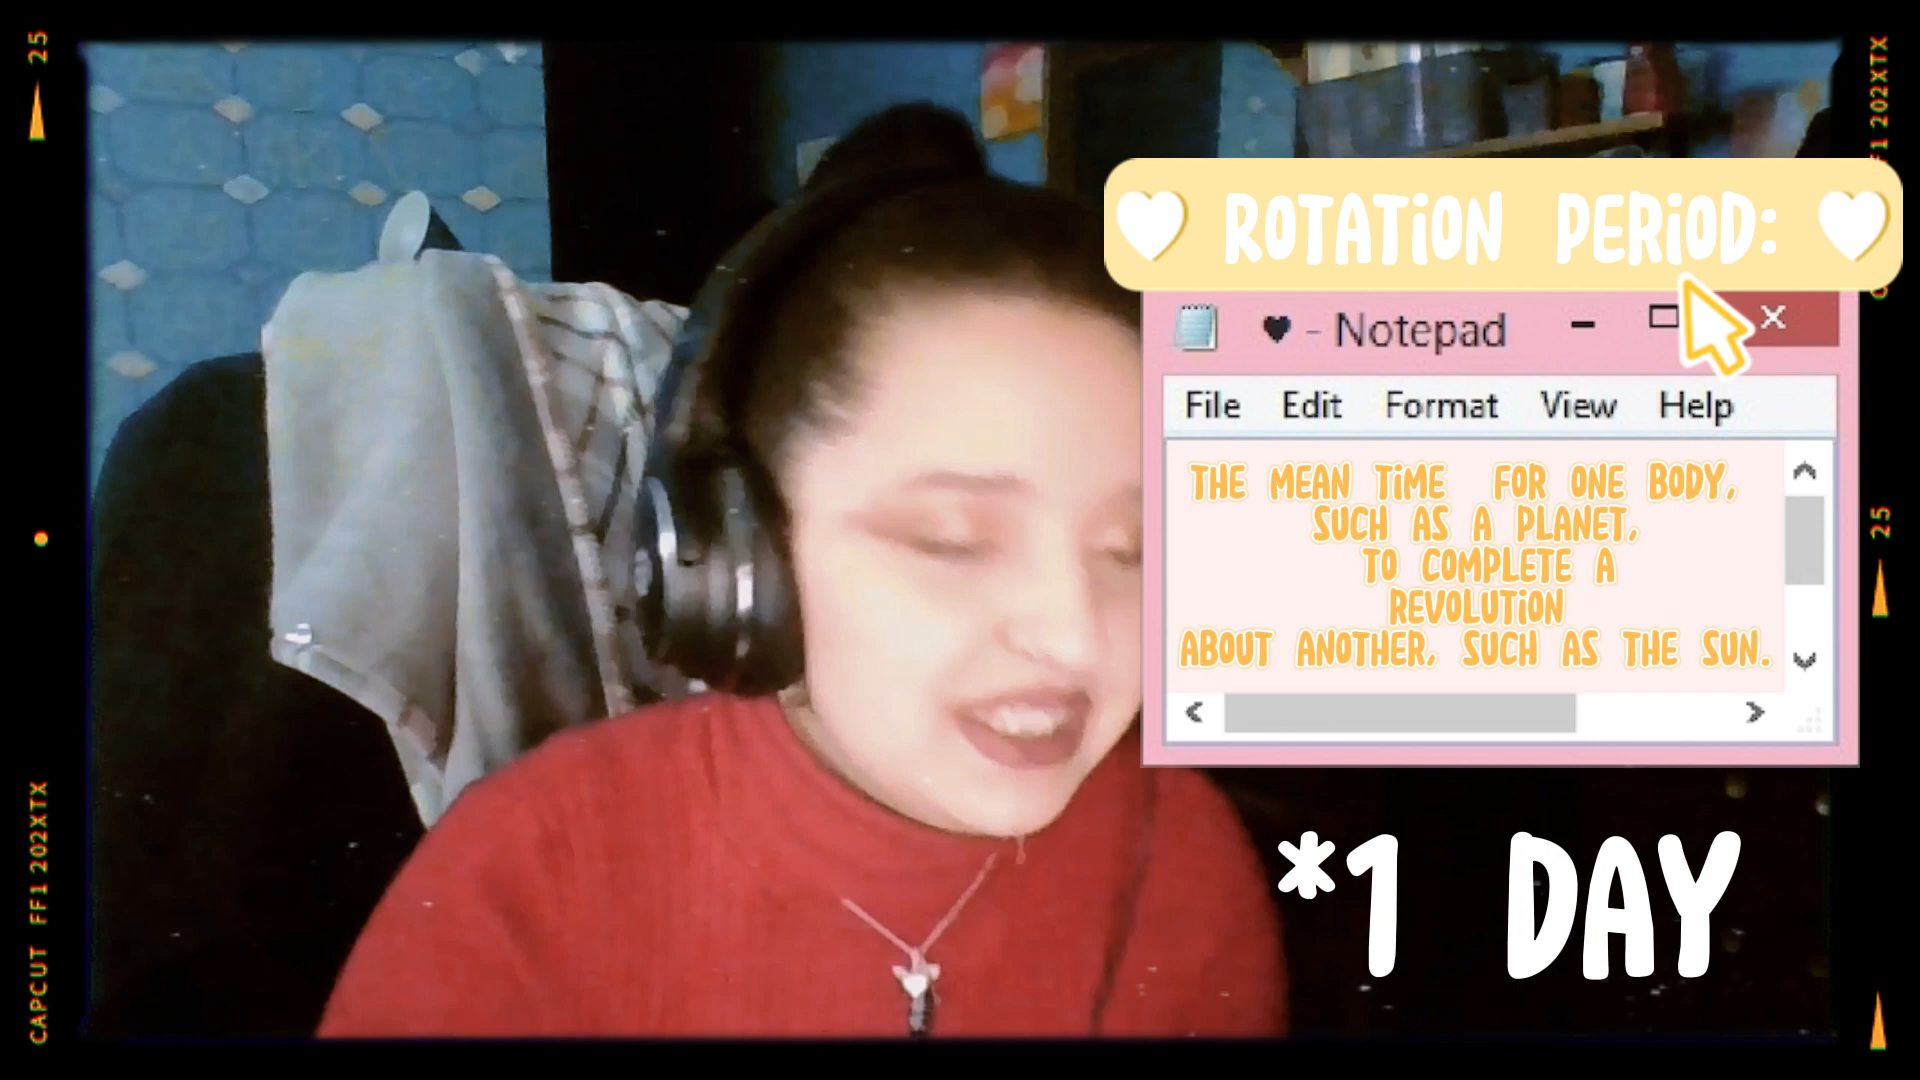 25
CAPCUT FF1 202XTX
F1 202XTX
25
ROTATiON PERiOD:
♥ - Notepad
File Edit Format View Help
THE MEAN TiME FOR ONE BODY,
SUCH AS A PLANET,
TO COMPLETE A
REVOLUTiON
ABOUT ANOTHER, SUCH AS THE SUN.
*1 DAY